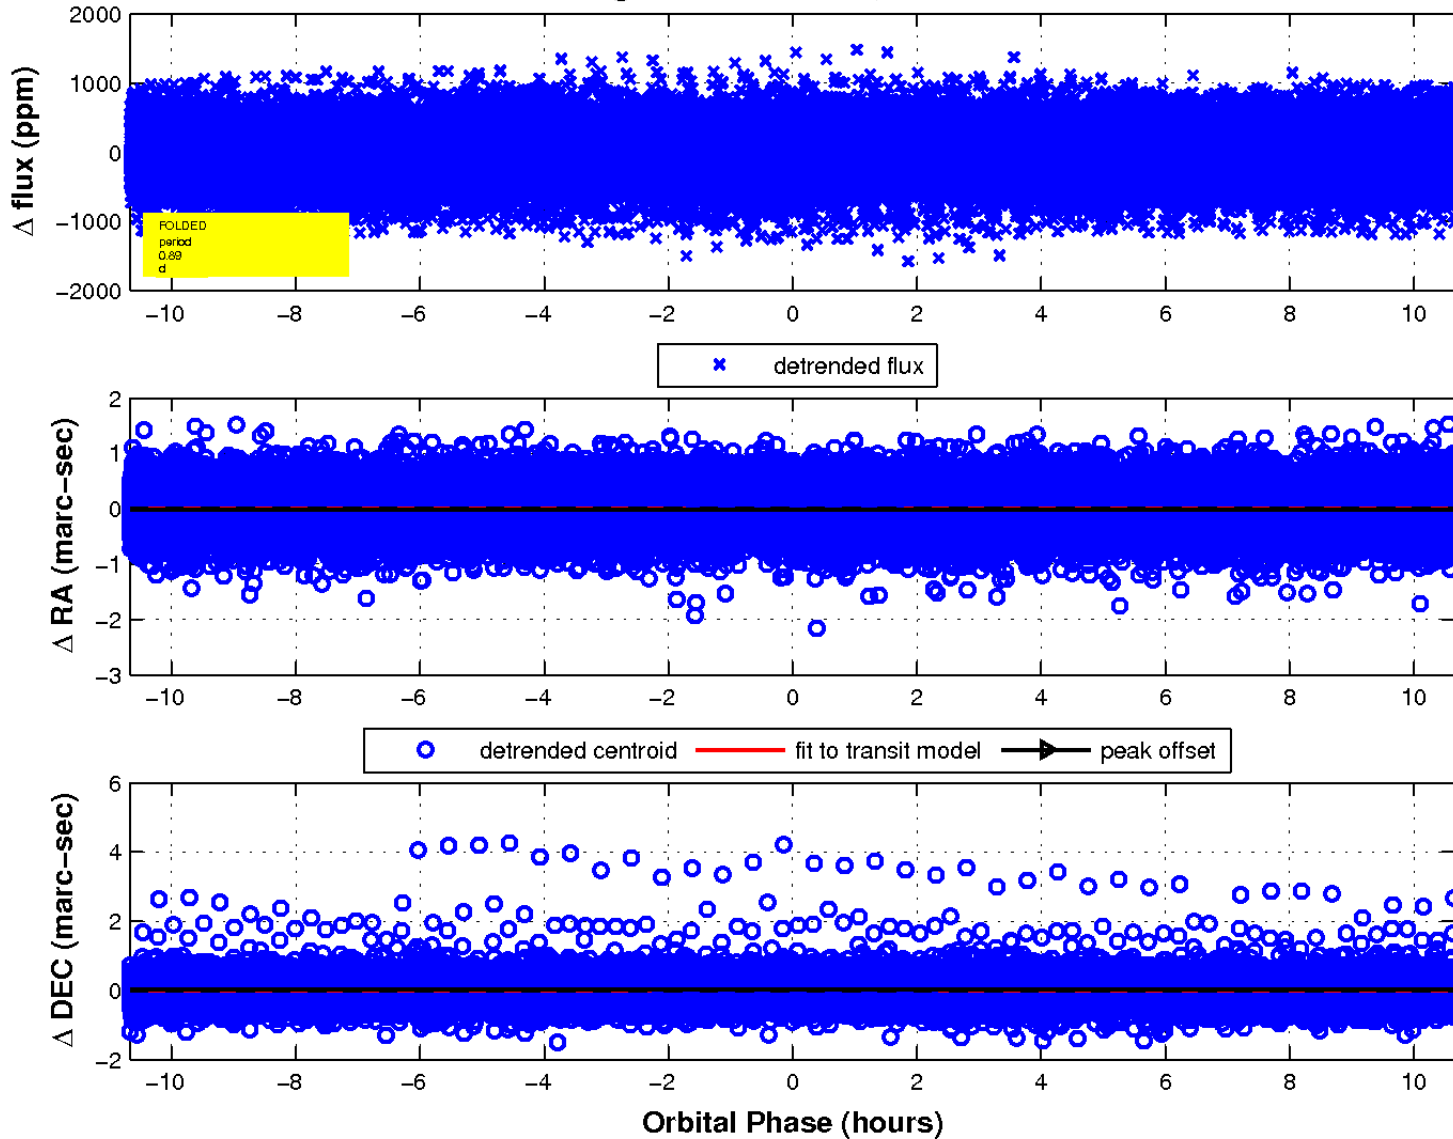 2000
1000
0
−1000
−2000
Δ flux (ppm)
FOLDED
period
0.89
d
−10 −8 −6 −4 −2 0 2 4 6 8 10
detrended flux
2
1
0
−1
−2
−3
Δ RA (marc−sec)
−10 −8 −6 −4 −2 0 2 4 6 8 10
detrended centroid fit to transit model peak offset
6
4
2
0
−2
Δ DEC (marc−sec)
−10 −8 −6 −4 −2 0 2 4 6 8 10
Orbital Phase (hours)